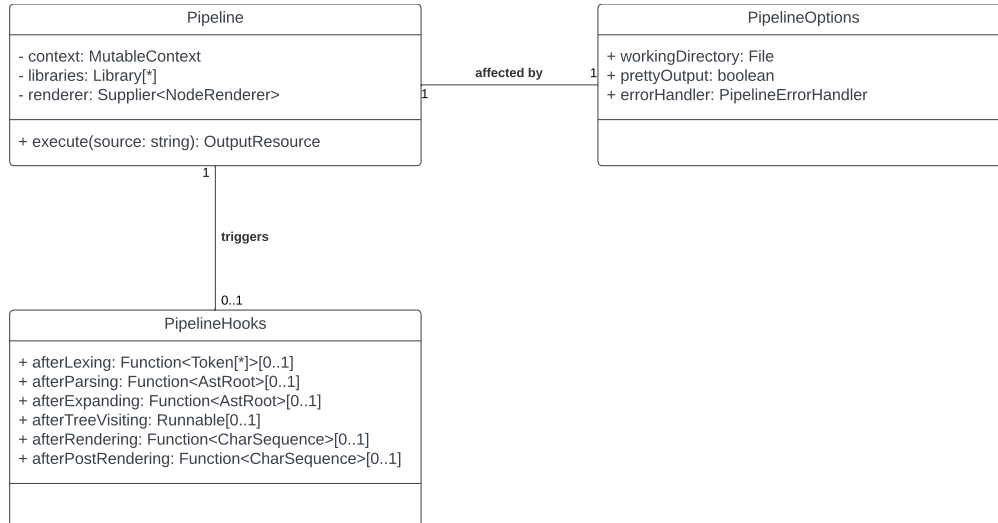 Pipeline
- context: MutableContext
- libraries: Library[*]
- renderer: Supplier<NodeRenderer>
+ execute(source: string): OutputResource
affected by
1
1
PipelineOptions
+ workingDirectory: File
+ prettyOutput: boolean
+ errorHandler: PipelineErrorHandler
1
triggers
0..1
PipelineHooks
+ afterLexing: Function<Token[*]>[0..1]
+ afterParsing: Function<AstRoot>[0..1]
+ afterExpanding: Function<AstRoot>[0..1]
+ afterTreeVisiting: Runnable[0..1]
+ afterRendering: Function<CharSequence>[0..1]
+ afterPostRendering: Function<CharSequence>[0..1]